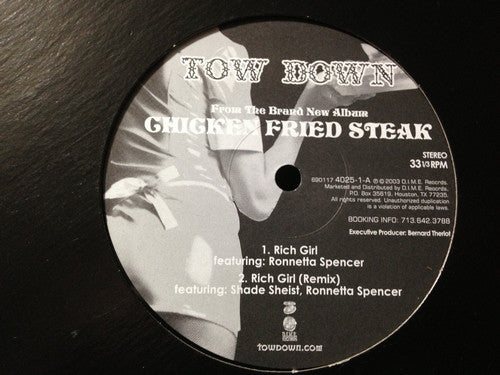 TOW DOWN
From The Brand New Album
CHICKEN FRIED STEAK
STEREO
33 1/3 RPM
690117 4025-1-A ℗ © 2003 D.I.M.E. Records.
Marketed and Distributed by D.I.M.E. Records.
P.O. Box 35619, Houston, TX 77235.
All rights reserved. Unauthorized duplication
is a violation of applicable laws.
BOOKING INFO: 713.642.3788
Executive Producer: Bernard Theriot
1. Rich Girl
featuring: Ronnetta Spencer
2. Rich Girl (Remix)
featuring: Shade Sheist, Ronnetta Spencer
TOWDOWN.COM